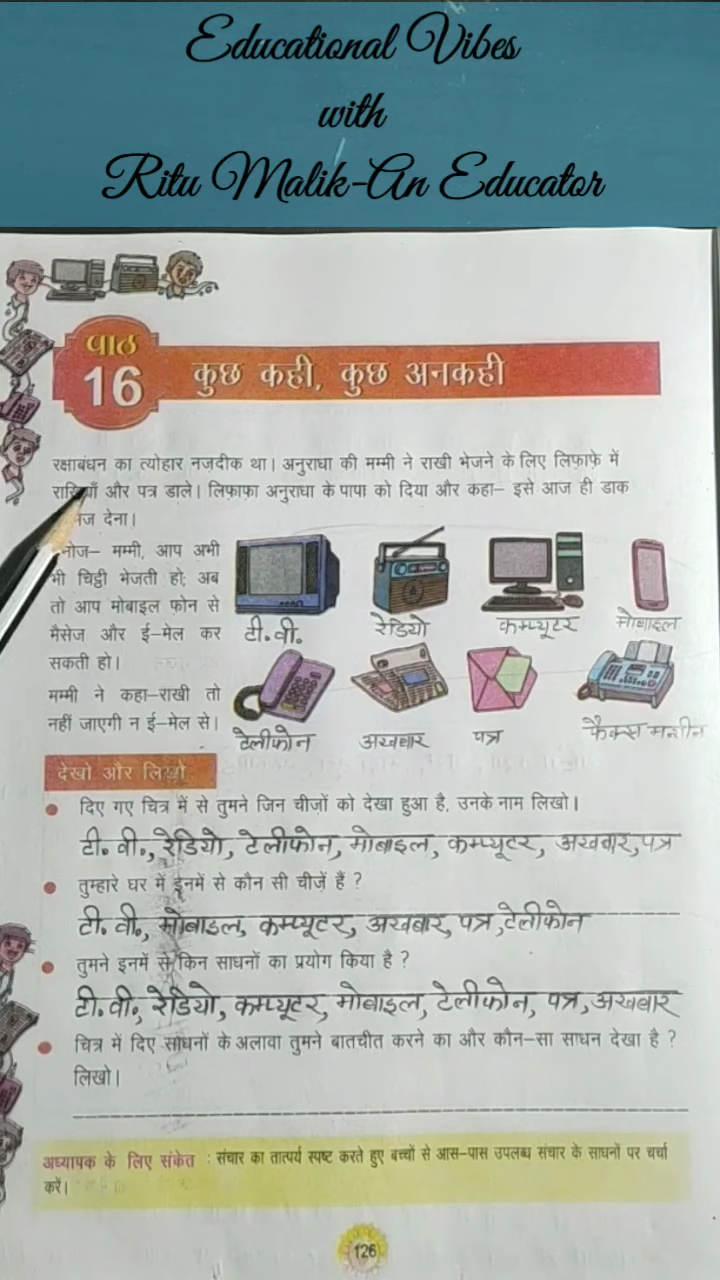 Educational Vibes
with
Ritu Malik-An Educator
पाठ
16
कुछ कही, कुछ अनकही
रक्षाबंधन का त्योहार नजदीक था। अनुराधा की मम्मी ने राखी भेजने के लिए लिफ़ाफ़े में
और पत्र डाले। लिफ़ाफ़ा अनुराधा के पापा को दिया और कहा– इसे आज ही डाक
देना।
मम्मी, आप अभी
भी चिट्ठी भेजती हो; अब
तो आप मोबाइल फोन से
मैसेज और ई–मेल कर
सकती हो।
मम्मी ने कहा–राखी तो
नहीं जाएगी न ई–मेल से।
टी॰वी॰ रेडियो कम्प्यूटर मोबाइल
टेलीफोन अखबार पत्र फैक्स मशीन
देखो और लिखो
दिए गए चित्र में से तुमने जिन चीज़ों को देखा हुआ है, उनके नाम लिखो।
टी॰ वी॰, रेडियो, टेलीफोन, मोबाइल, कम्प्यूटर, अखबार, पत्र
तुम्हारे घर में इनमें से कौन सी चीज़ें हैं ?
टी॰ वी॰, मोबाइल, कम्प्यूटर, अखबार, पत्र, टेलीफोन
तुमने इनमें से किन साधनों का प्रयोग किया है ?
टी॰ वी॰, रेडियो, कम्प्यूटर, मोबाइल, टेलीफोन, पत्र, अखबार
चित्र में दिए साधनों के अलावा तुमने बातचीत करने का और कौन–सा साधन देखा है ?
लिखो।
अध्यापक के लिए संकेत : संचार का तात्पर्य स्पष्ट करते हुए बच्चों से आस–पास उपलब्ध संचार के साधनों पर चर्चा
करें।
126